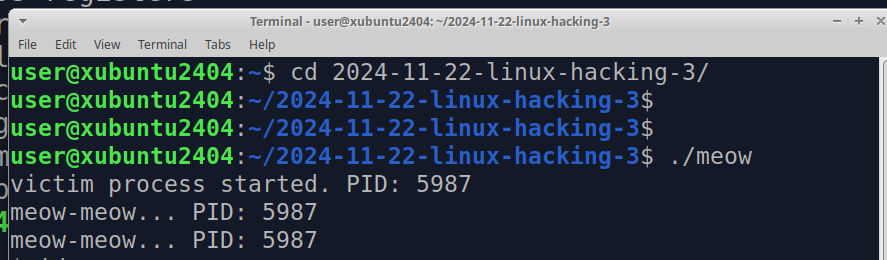 Terminal - user@xubuntu2404: ~/2024-11-22-linux-hacking-3
File Edit View Terminal Tabs Help
user@xubuntu2404:~$ cd 2024-11-22-linux-hacking-3/
user@xubuntu2404:~/2024-11-22-linux-hacking-3$
user@xubuntu2404:~/2024-11-22-linux-hacking-3$
user@xubuntu2404:~/2024-11-22-linux-hacking-3$ ./meow
victim process started. PID: 5987
meow-meow... PID: 5987
meow-meow... PID: 5987